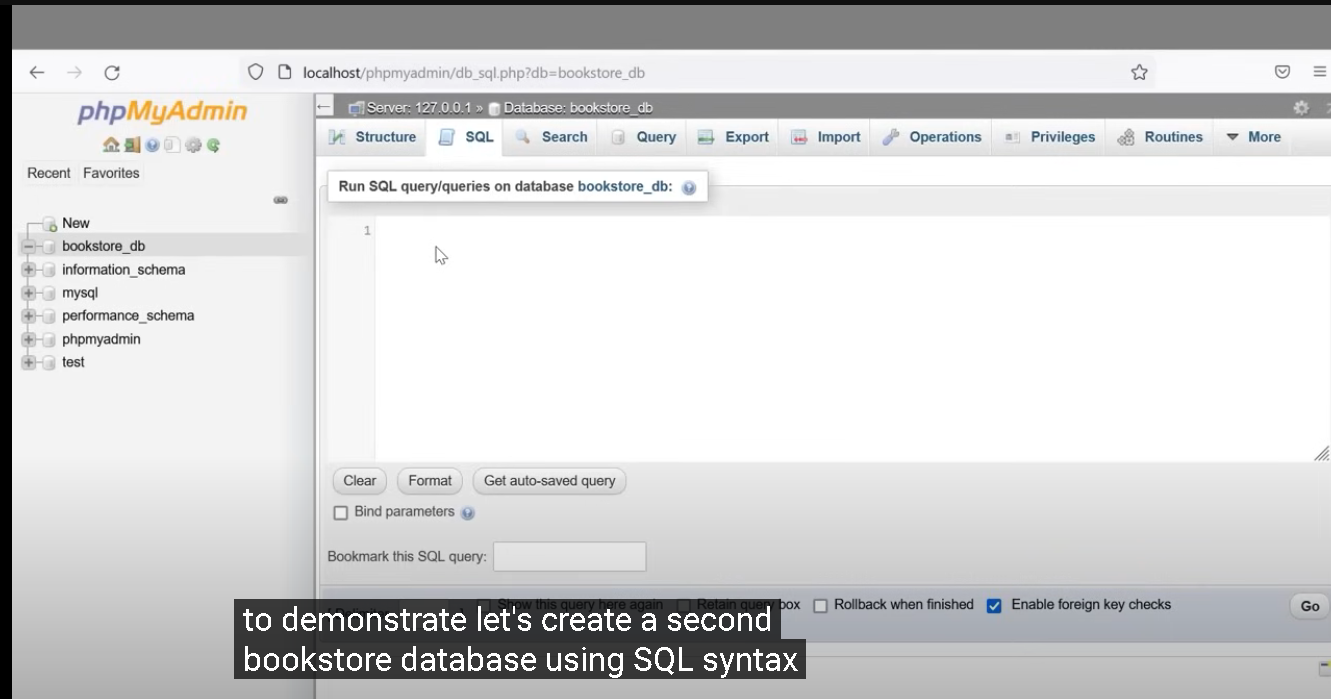 localhost/phpmyadmin/db_sql.php?db=bookstore_db
phpMyAdmin
Recent Favorites
New
bookstore_db
information_schema
mysql
performance_schema
phpmyadmin
test
Server: 127.0.0.1 » Database: bookstore_db
Structure SQL Search Query Export Import Operations Privileges Routines More
Run SQL query/queries on database bookstore_db:
1
Clear Format Get auto-saved query
Bind parameters
Bookmark this SQL query:
Show this query here again Retain query box Rollback when finished Enable foreign key checks Go
to demonstrate let's create a second
bookstore database using SQL syntax